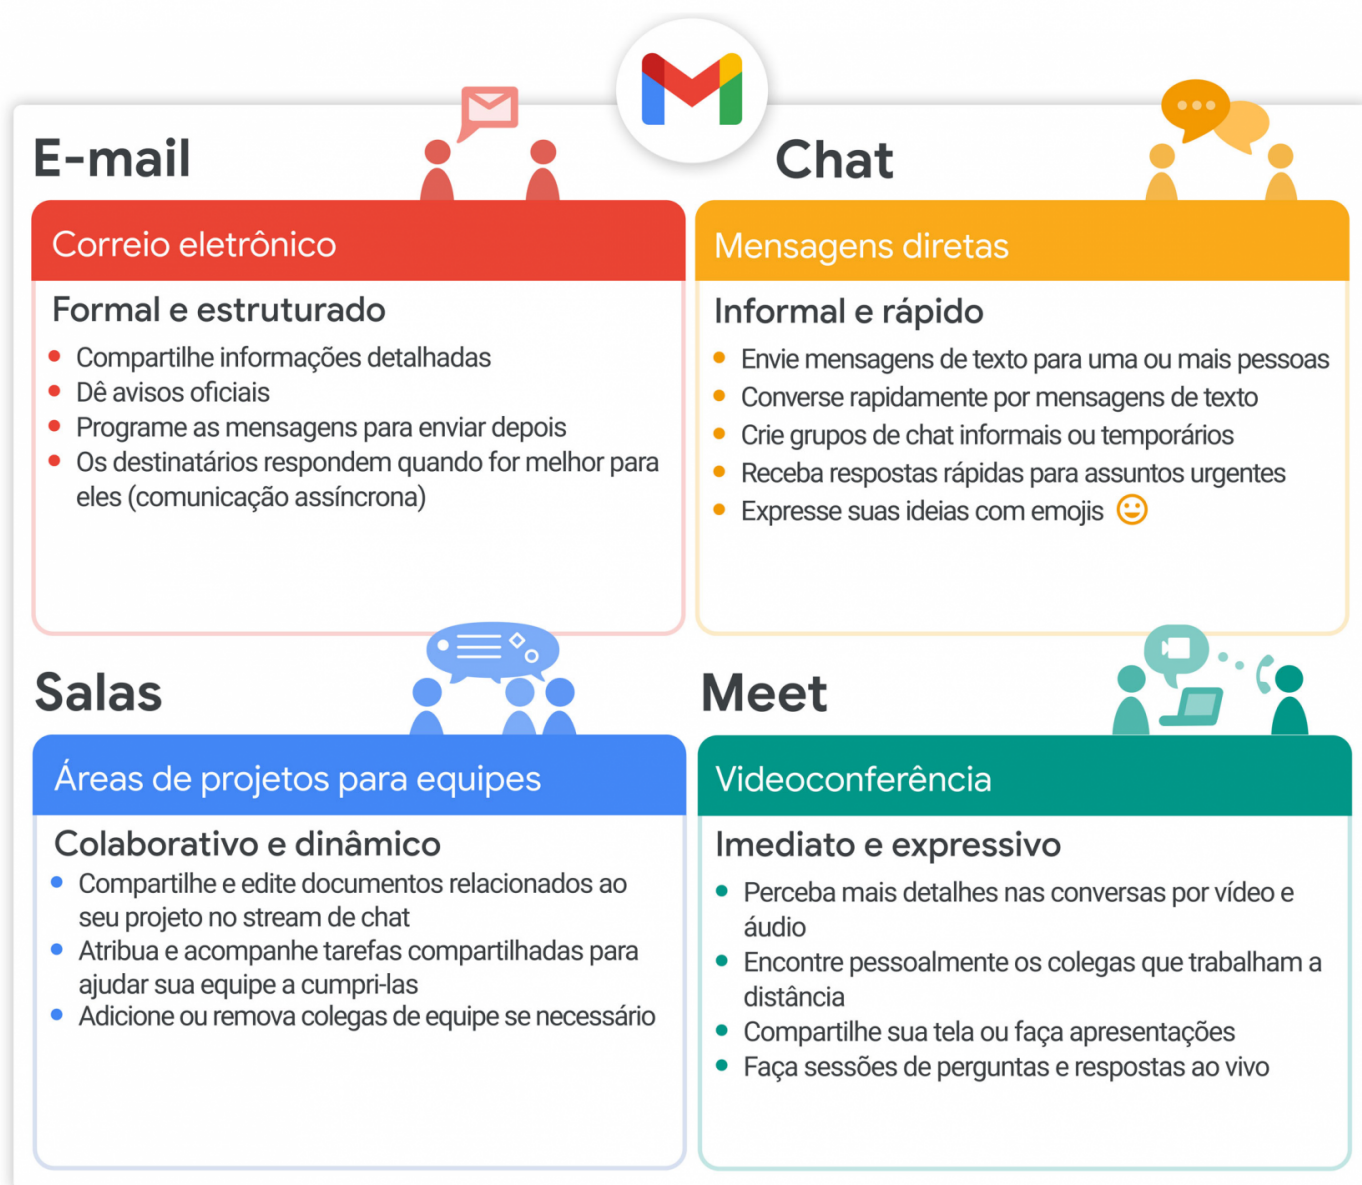 E-mail
Correio eletrônico
Formal e estruturado
Compartilhe informações detalhadas
Dê avisos oficiais
Programe as mensagens para enviar depois
Os destinatários respondem quando for melhor para
eles (comunicação assíncrona)
Chat
Mensagens diretas
Informal e rápido
Envie mensagens de texto para uma ou mais pessoas
Converse rapidamente por mensagens de texto
Crie grupos de chat informais ou temporários
Receba respostas rápidas para assuntos urgentes
Expresse suas ideias com emojis
Salas
Áreas de projetos para equipes
Colaborativo e dinâmico
Compartilhe e edite documentos relacionados ao
seu projeto no stream de chat
Atribua e acompanhe tarefas compartilhadas para
ajudar sua equipe a cumpri-las
Adicione ou remova colegas de equipe se necessário
Meet
Videoconferência
Imediato e expressivo
Perceba mais detalhes nas conversas por vídeo e
áudio
Encontre pessoalmente os colegas que trabalham a
distância
Compartilhe sua tela ou faça apresentações
Faça sessões de perguntas e respostas ao vivo